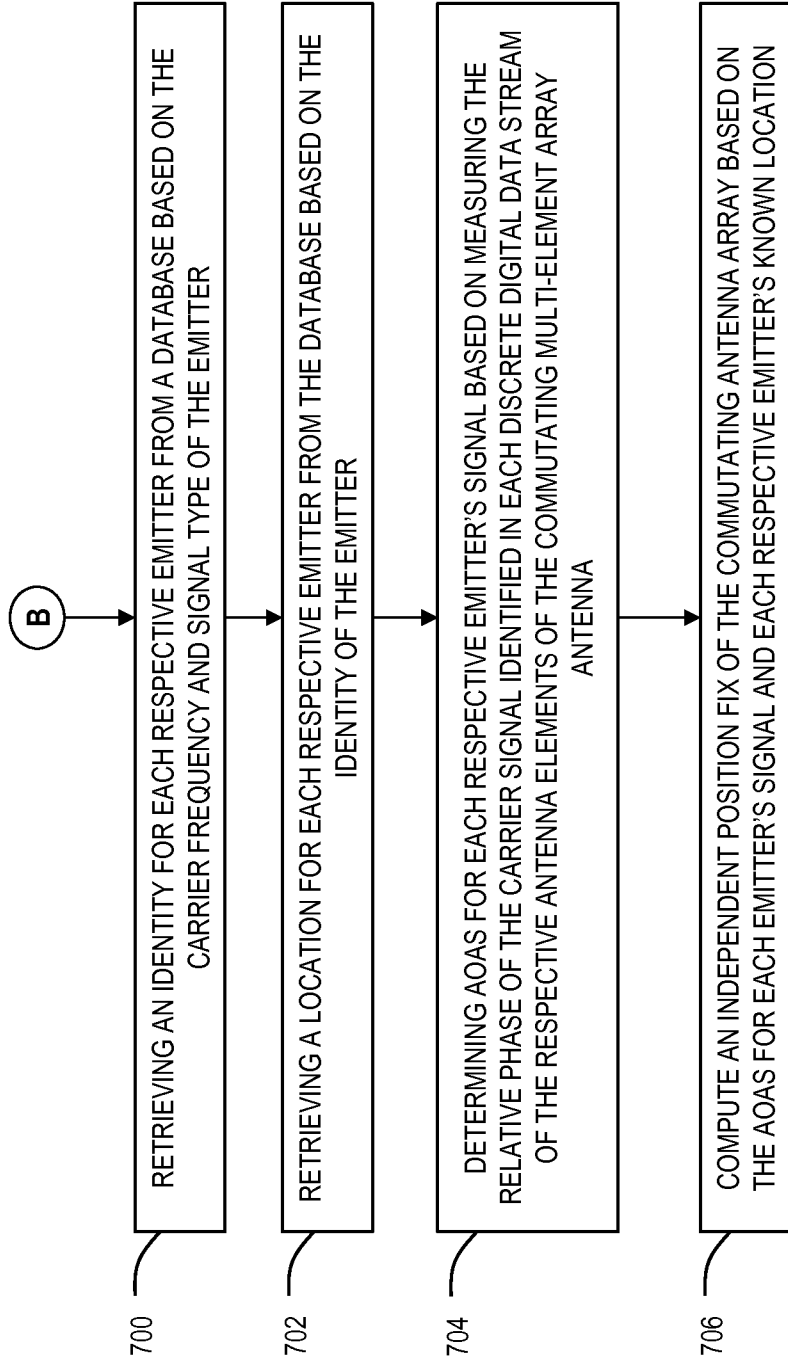 B
700
RETRIEVING AN IDENTITY FOR EACH RESPECTIVE EMITTER FROM A DATABASE BASED ON THE
CARRIER FREQUENCY AND SIGNAL TYPE OF THE EMITTER
702
RETRIEVING A LOCATION FOR EACH RESPECTIVE EMITTER FROM THE DATABASE BASED ON THE
IDENTITY OF THE EMITTER
704
DETERMINING AOAS FOR EACH RESPECTIVE EMITTER'S SIGNAL BASED ON MEASURING THE
RELATIVE PHASE OF THE CARRIER SIGNAL IDENTIFIED IN EACH DISCRETE DIGITAL DATA STREAM
OF THE RESPECTIVE ANTENNA ELEMENTS OF THE COMMUTATING MULTI-ELEMENT ARRAY
ANTENNA
706
COMPUTE AN INDEPENDENT POSITION FIX OF THE COMMUTATING ANTENNA ARRAY BASED ON
THE AOAS FOR EACH EMITTER'S SIGNAL AND EACH RESPECTIVE EMITTER'S KNOWN LOCATION